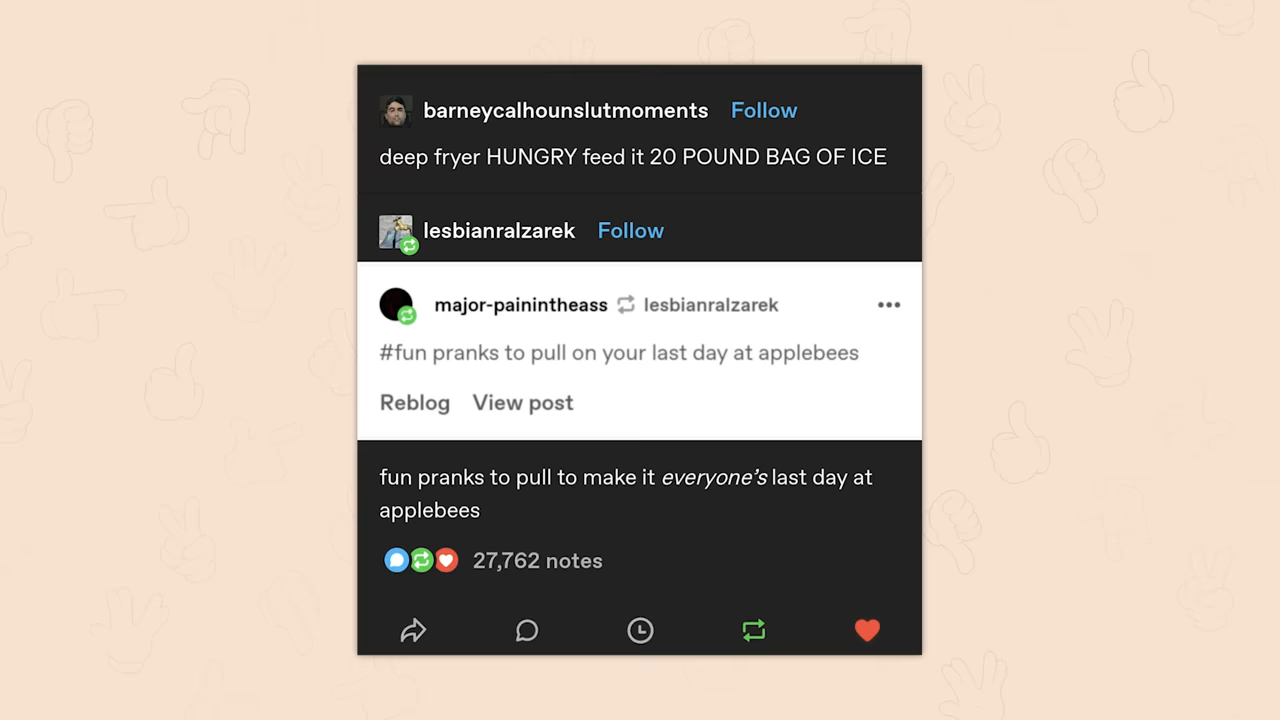 barneycalhounslutmoments Follow
deep fryer HUNGRY feed it 20 POUND BAG OF ICE
lesbianralzarek Follow
major-painintheass lesbianralzarek
#fun pranks to pull on your last day at applebees
Reblog View post
fun pranks to pull to make it everyone's last day at
applebees
27,762 notes